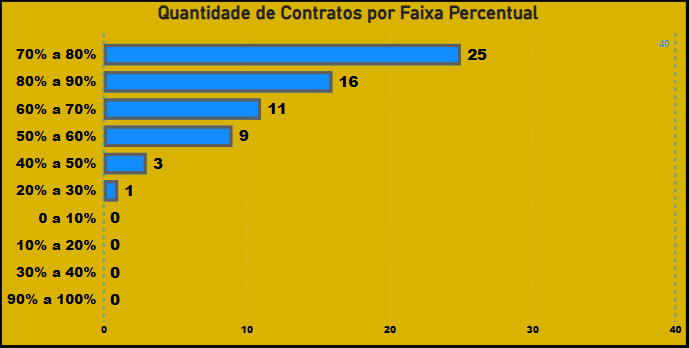 Quantidade de Contratos por Faixa Percentual
40
70% a 80% 25
80% a 90% 16
60% a 70% 11
50% a 60% 9
40% a 50% 3
20% a 30% 1
0 a 10% 0
10% a 20% 0
30% a 40% 0
90% a 100% 0
0 10 20 30 40